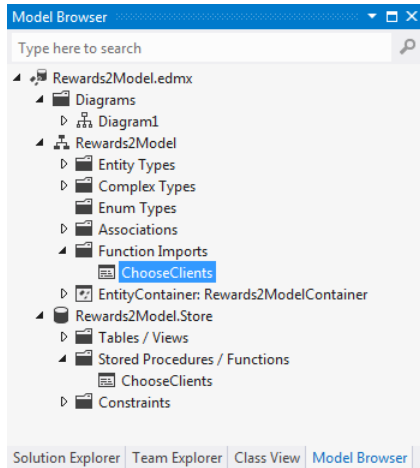 Model Browser
Type here to search
Rewards2Model.edmx
Diagrams
Diagram1
Rewards2Model
Entity Types
Complex Types
Enum Types
Associations
Function Imports
ChooseClients
EntityContainer: Rewards2ModelContainer
Rewards2Model.Store
Tables / Views
Stored Procedures / Functions
ChooseClients
Constraints
Solution Explorer Team Explorer Class View Model Browser